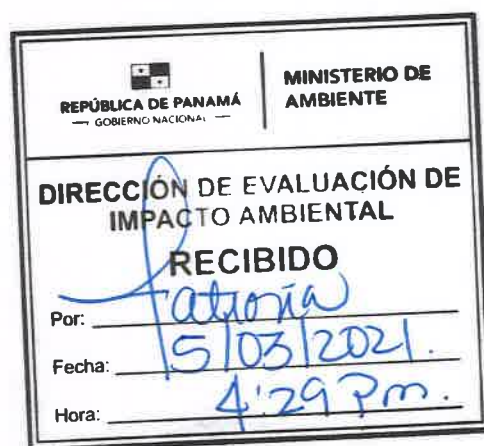 REPÚBLICA DE PANAMÁ
— GOBIERNO NACIONAL —
MINISTERIO DE
AMBIENTE
DIRECCIÓN DE EVALUACIÓN DE
IMPACTO AMBIENTAL
RECIBIDO
Por: Patricia
Fecha: 15/03/2021.
Hora: 4:29 Pm.